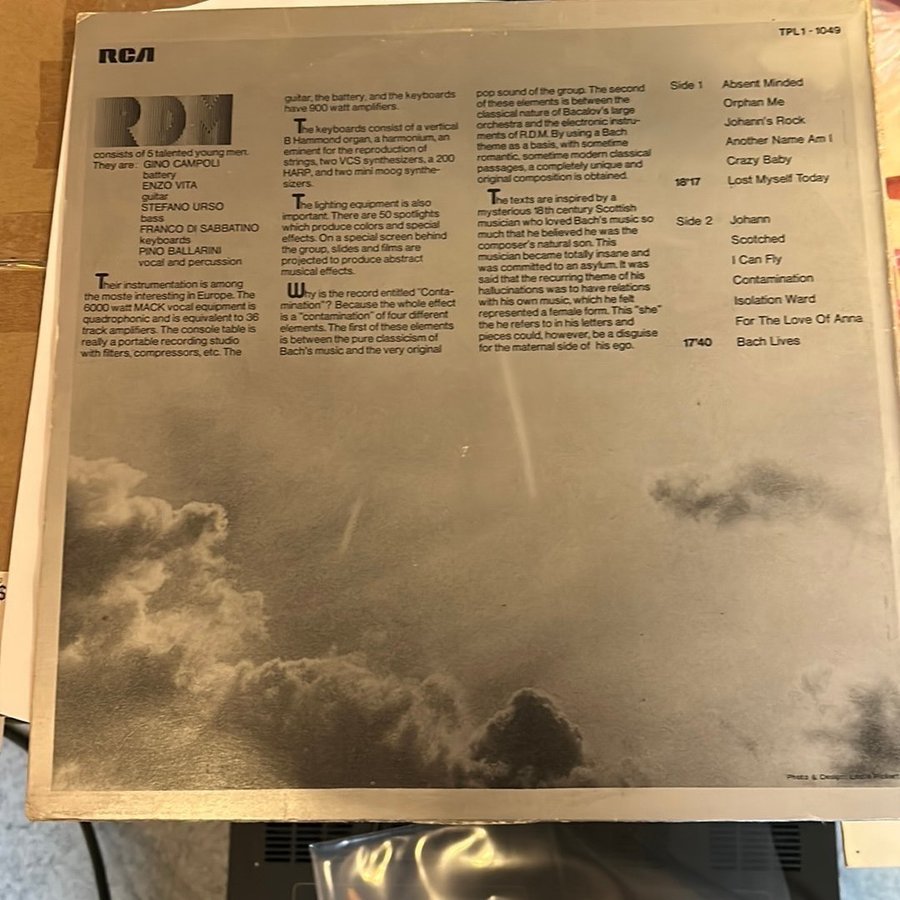 RCA
TPL1-1049
RDM
consists of 5 talented young men.
They are: GINO CAMPOLI
battery
ENZO VITA
guitar
STEFANO URSO
bass
FRANCO DI SABBATINO
keyboards
PINO BALLARINI
vocal and percussion
Their instrumentation is among
the moste interesting in Europe. The
6000 watt MACK vocal equipment is
quadrophonic and is equivalent to 36
track amplifiers. The console table is
really a portable recording studio
with filters, compressors, etc. The
guitar, the battery, and the keyboards
have 900 watt amplifiers.
The keyboards consist of a vertical
B Hammond organ, a harmonium, an
eminent for the reproduction of
strings, two VCS synthesizers, a 200
HARP, and two mini moog synthe-
sizers.
The lighting equipment is also
important. There are 50 spotlights
which produce colors and special
effects. On a special screen behind
the group, slides and films are
projected to produce abstract
musical effects.
Why is the record entitled "Conta-
mination"? Because the whole effect
is a "contamination" of four different
elements. The first of these elements
is between the pure classicism of
Bach's music and the very original
pop sound of the group. The second
of these elements is between the
classical nature of Bacalov's large
orchestra and the electronic instru-
ments of R.D.M. By using a Bach
theme as a basis, with sometime
romantic, sometime modern classical
passages, a completely unique and
original composition is obtained.
The texts are inspired by a
mysterious 18th century Scottish
musician who loved Bach's music so
much that he believed he was the
composer's natural son. This
musician became totally insane and
was committed to an asylum. It was
said that the recurring theme of his
hallucinations was to have relations
with his own music, which he felt
represented a female form. This "she"
the he refers to in his letters and
pieces could, however, be a disguise
for the maternal side of his ego.
Side 1 Absent Minded
Orphan Me
Johann's Rock
Another Name Am I
Crazy Baby
18'17 Lost Myself Today
Side 2 Johann
Scotched
I Can Fly
Contamination
Isolation Ward
For The Love Of Anna
17'40 Bach Lives
Photo & Design: